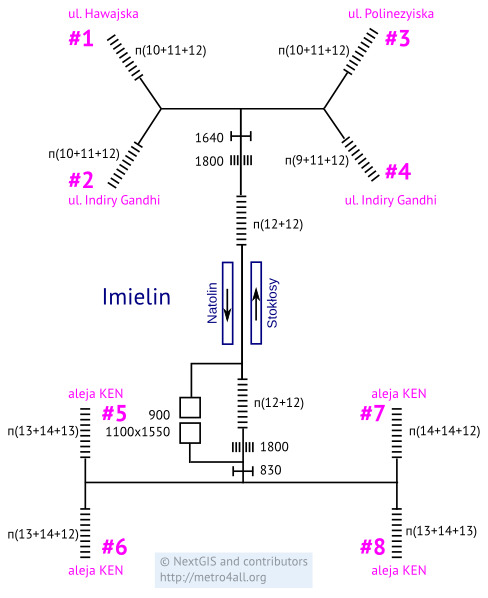 ul. Hawajska
#1
п(10+11+12)
ul. Polinezyiska
#3
п(10+11+12)
1640
1800
п(10+11+12)
#2
ul. Indiry Gandhi
п(9+11+12)
#4
ul. Indiry Gandhi
п(12+12)
Imielin
Natolin
Stokłosy
aleja KEN
#5
п(13+14+13)
900
1100x1550
п(12+12)
1800
830
aleja KEN
#7
п(14+14+12)
п(13+14+12)
#6
aleja KEN
п(13+14+13)
#8
aleja KEN
© NextGIS and contributors
http://metro4all.org